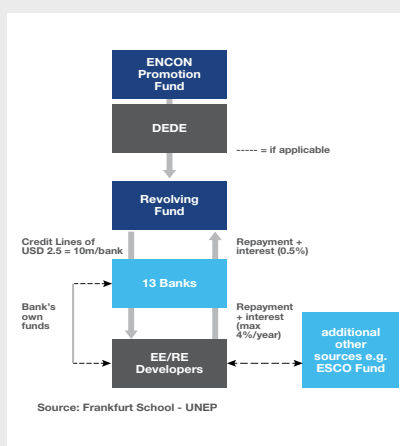 ENCON
Promotion
Fund
DEDE
----- = if applicable
Revolving
Fund
Credit Lines of
USD 2.5 = 10m/bank
Repayment +
interest (0.5%)
13 Banks
Bank's
own
funds
Repayment
+ interest
(max
4%/year)
additional
other
sources e.g.
ESCO Fund
EE/RE
Developers
Source: Frankfurt School - UNEP